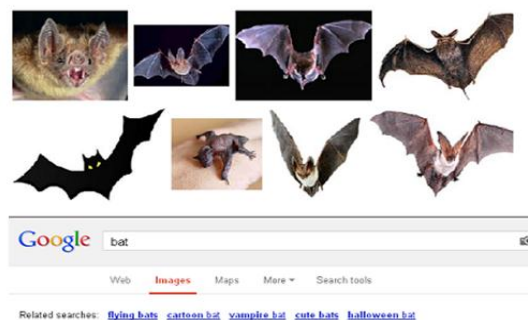 Google bat
Web Images Maps More Search tools
Related searches: flying bats cartoon bat vampire bat cute bats halloween bat